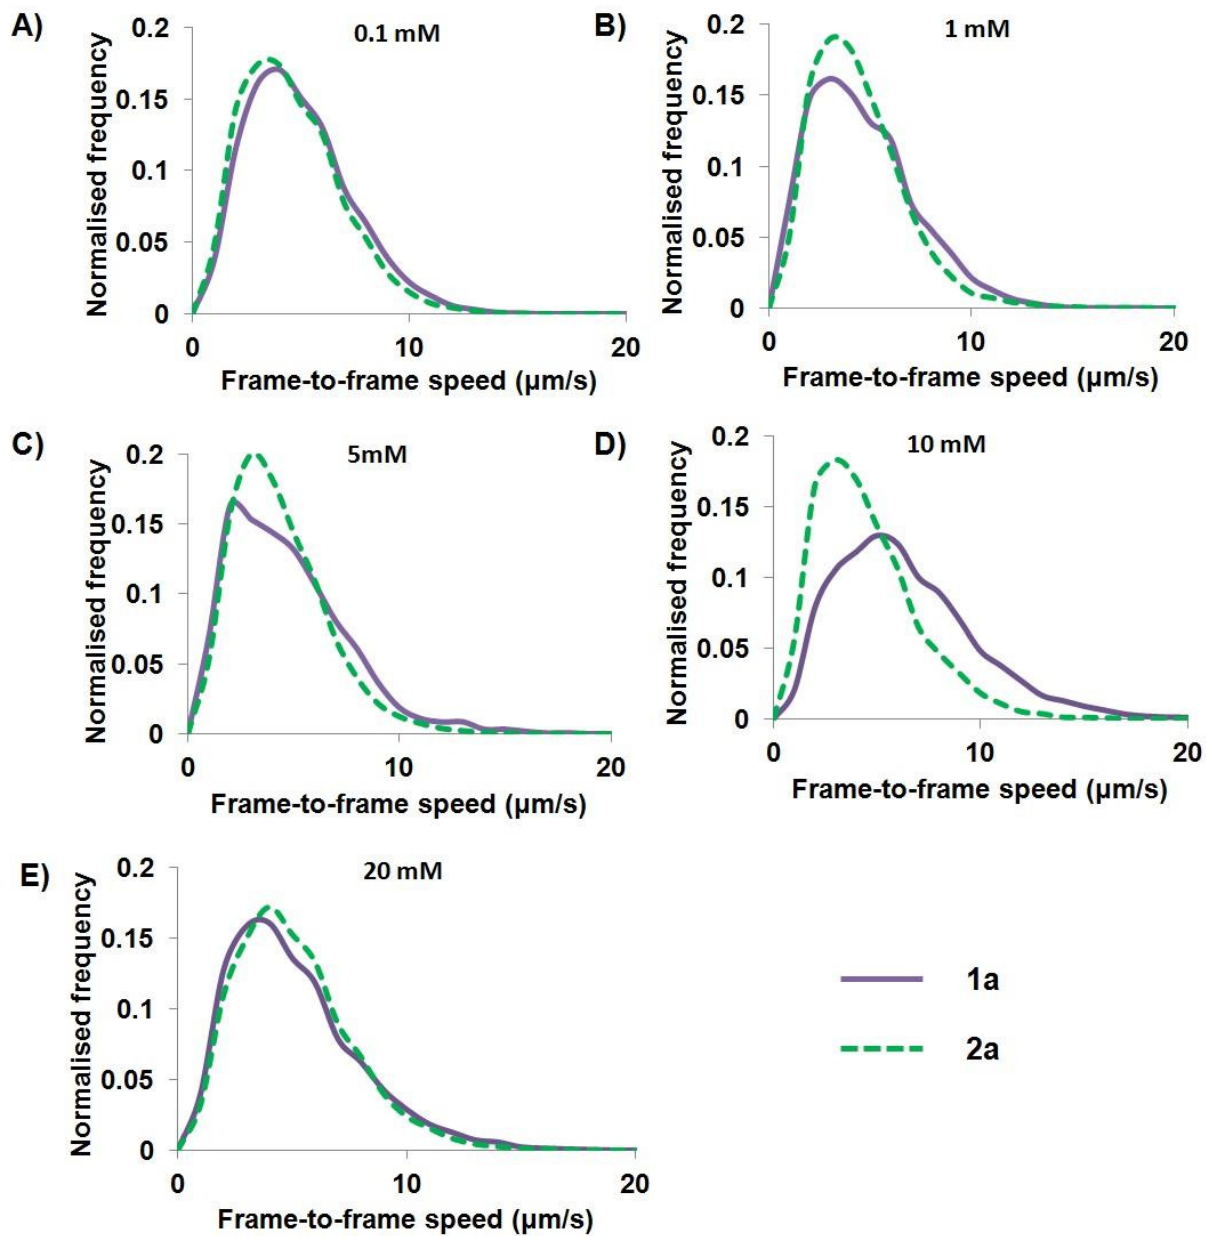 A)
0.1 mM
Normalised frequency
0.2
0.15
0.1
0.05
0
0 10 20
Frame-to-frame speed (µm/s)
B)
1 mM
Normalised frequency
0.2
0.15
0.1
0.05
0
0 10 20
Frame-to-frame speed (µm/s)
C)
5mM
Normalised frequency
0.2
0.15
0.1
0.05
0
0 10 20
Frame-to-frame speed (µm/s)
D)
10 mM
Normalised frequency
0.2
0.15
0.1
0.05
0
0 10 20
Frame-to-frame speed (µm/s)
E)
20 mM
Normalised frequency
0.2
0.15
0.1
0.05
0
0 10 20
Frame-to-frame speed (µm/s)
1a
2a